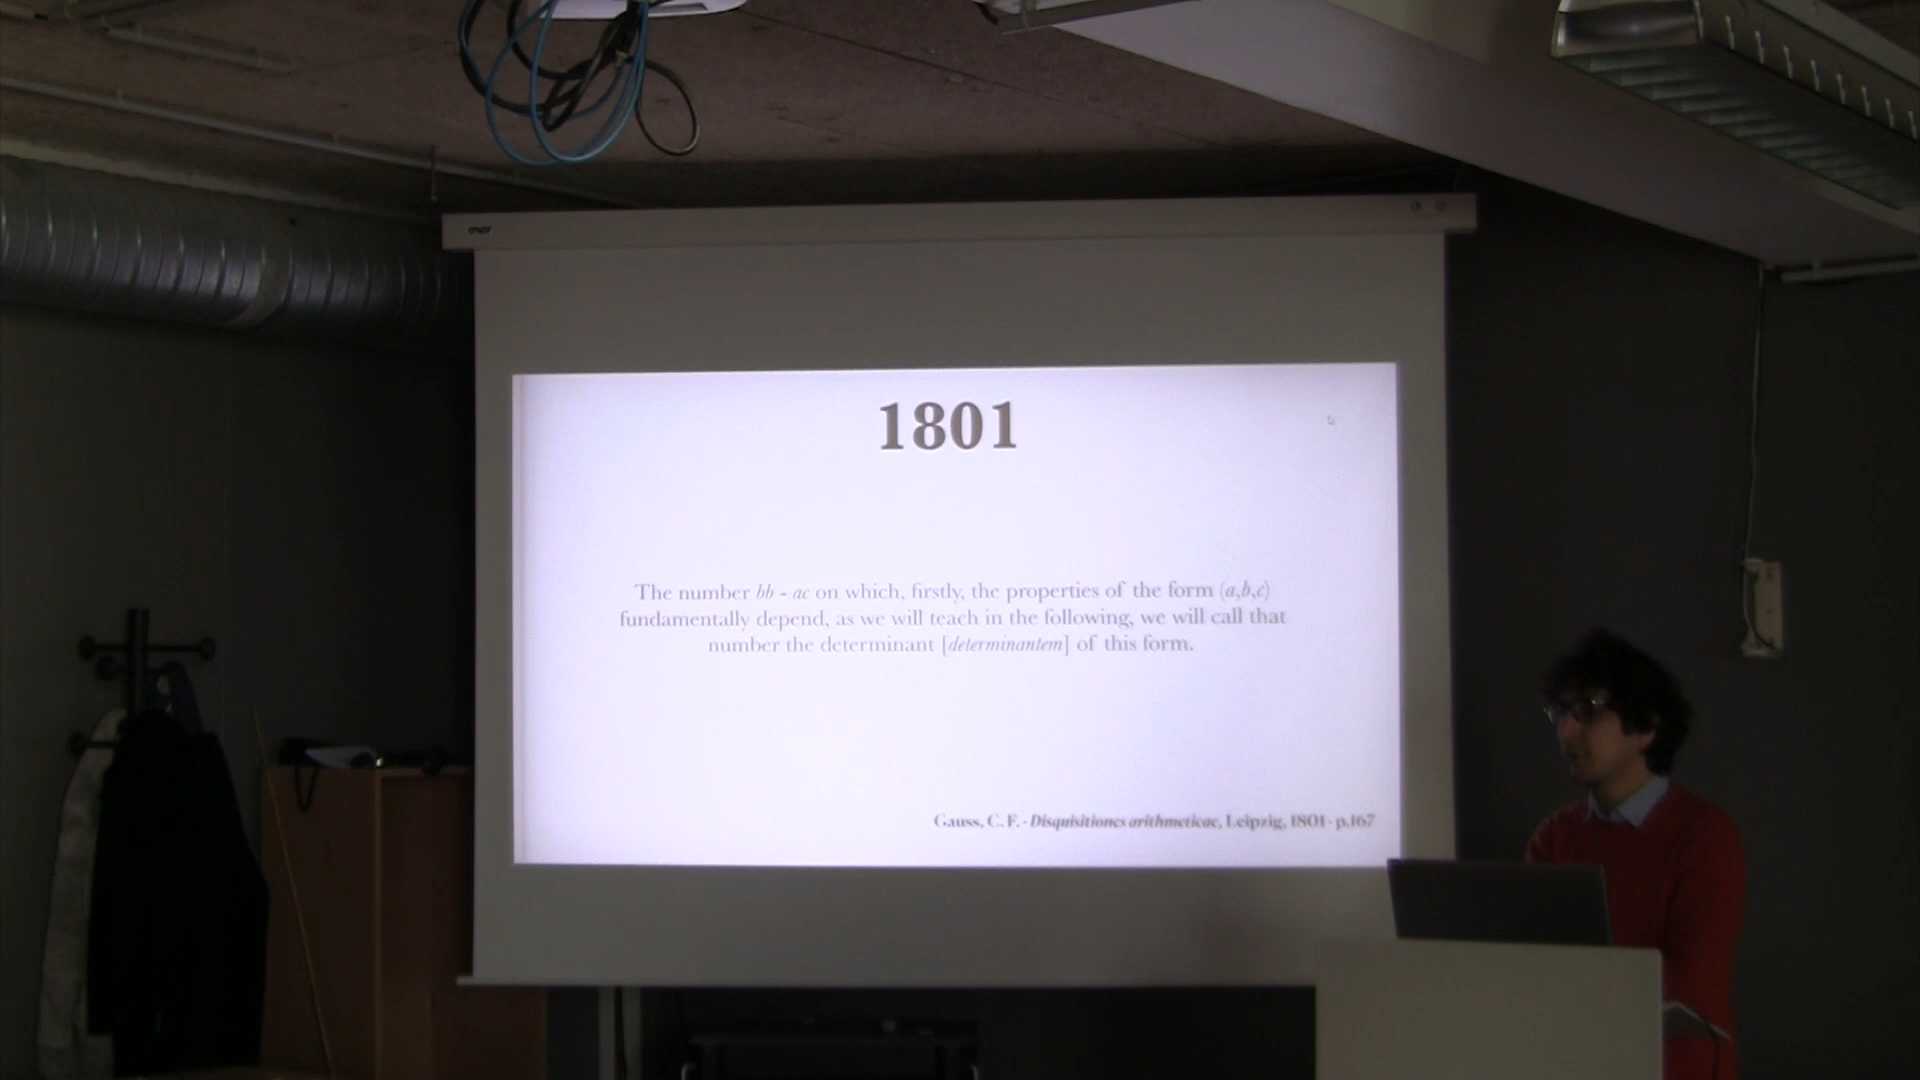 1801
The number bb - ac on which, firstly, the properties of the form (a,b,c)
fundamentally depend, as we will teach in the following, we will call that
number the determinant [determinantem] of this form.
Gauss, C. F. - Disquisitiones arithmeticae, Leipzig, 1801 - p.167